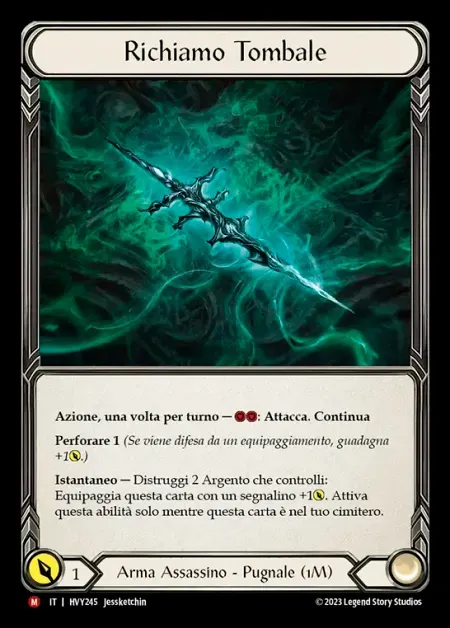 Richiamo Tombale
Azione, una volta per turno — : Attacca. Continua
Perforare 1 (Se viene difesa da un equipaggiamento, guadagna
+1.)
Istantaneo — Distruggi 2 Argento che controlli:
Equipaggia questa carta con un segnalino +1. Attiva
questa abilità solo mentre questa carta è nel tuo cimitero.
1
Arma Assassino - Pugnale (1M)
M IT | HVY245 Jessketchin
© 2023 Legend Story Studios